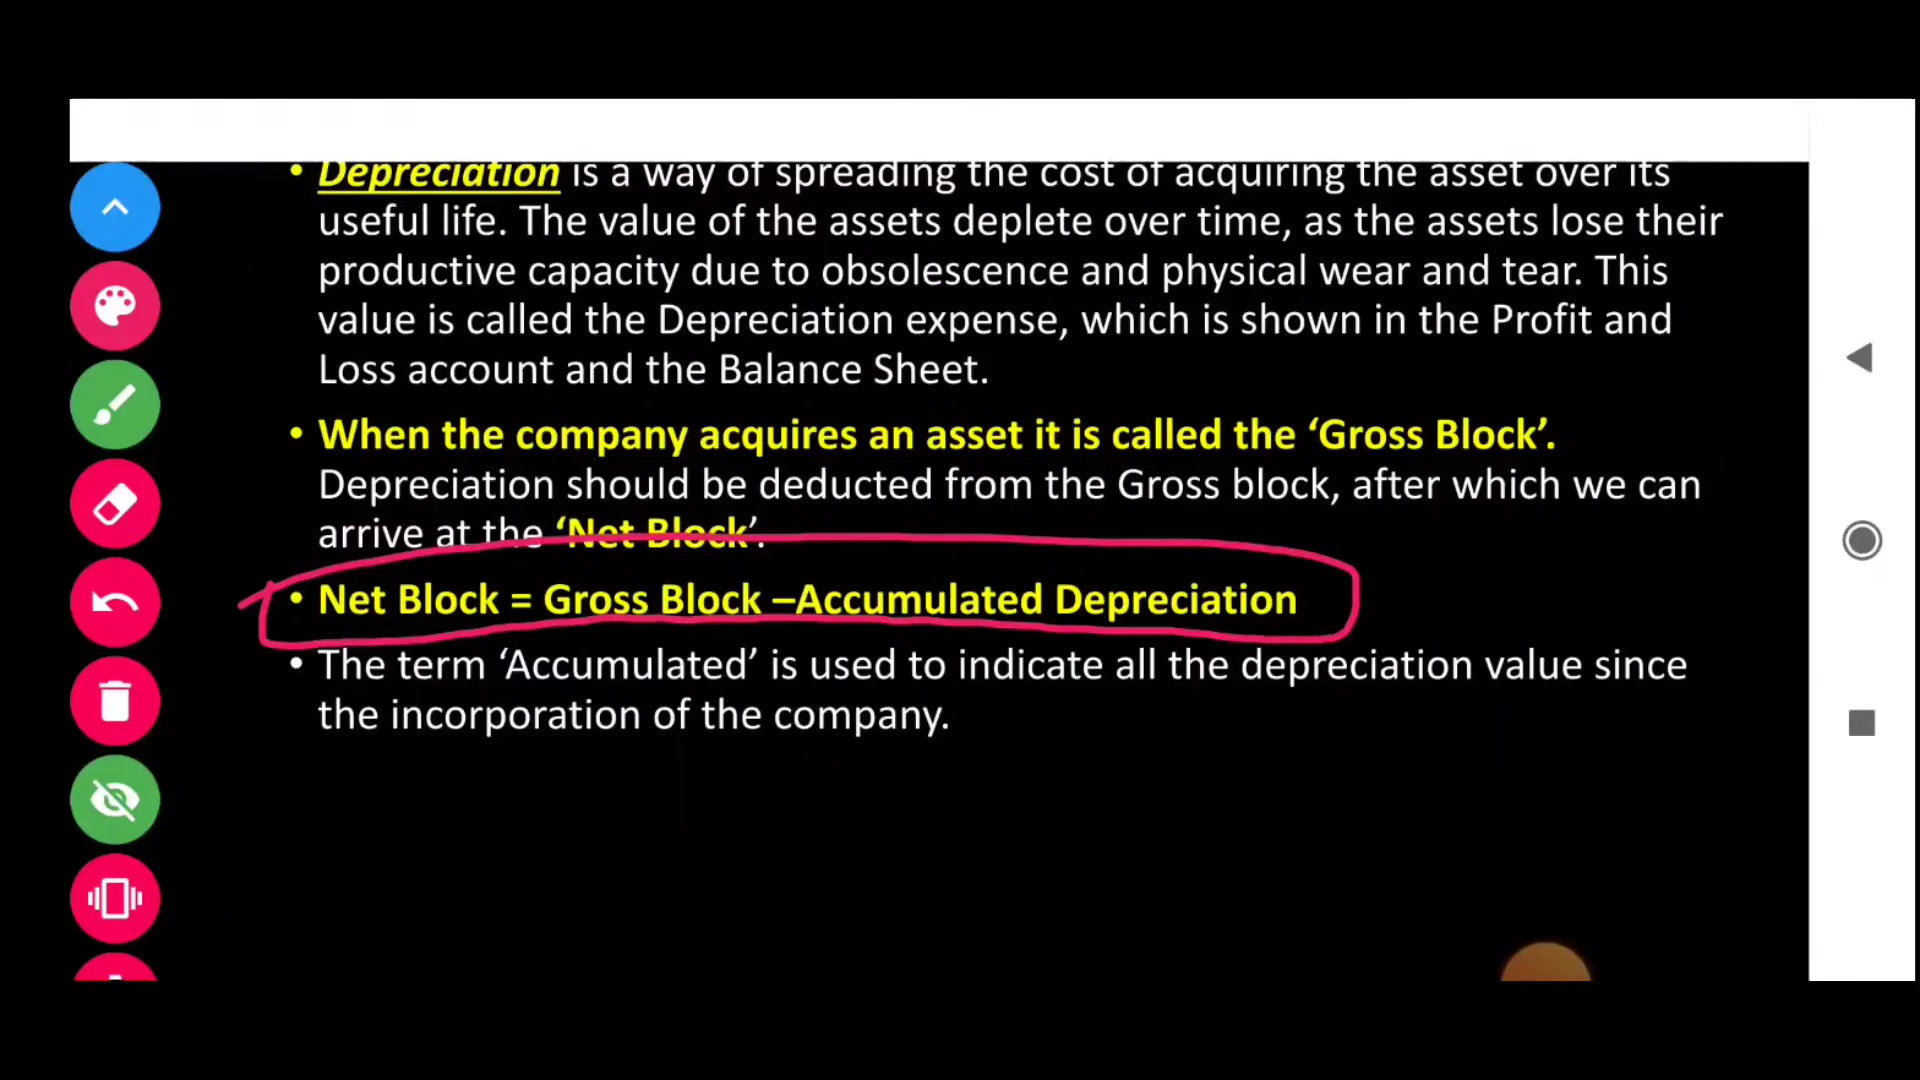 • Depreciation is a way of spreading the cost of acquiring the asset over its
useful life. The value of the assets deplete over time, as the assets lose their
productive capacity due to obsolescence and physical wear and tear. This
value is called the Depreciation expense, which is shown in the Profit and
Loss account and the Balance Sheet.
• When the company acquires an asset it is called the ‘Gross Block’.
Depreciation should be deducted from the Gross block, after which we can
arrive at the ‘Net Block’.
• Net Block = Gross Block –Accumulated Depreciation
• The term ‘Accumulated’ is used to indicate all the depreciation value since
the incorporation of the company.